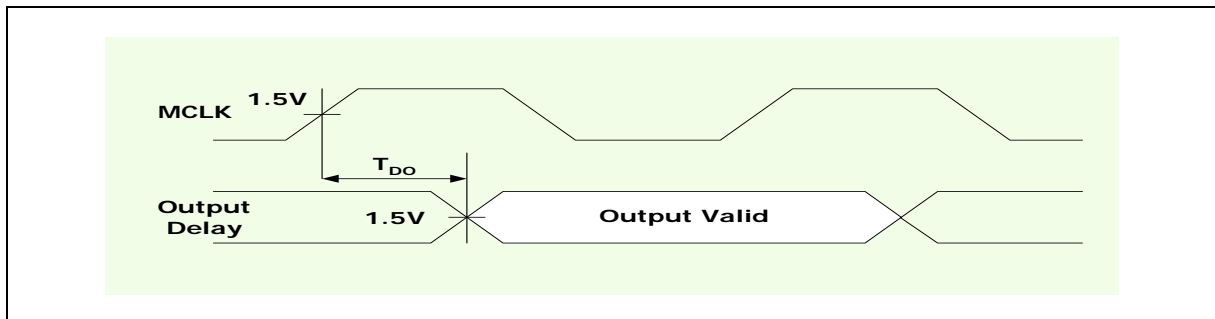 1.5V
MCLK
TDO
Output
Delay
1.5V
Output Valid